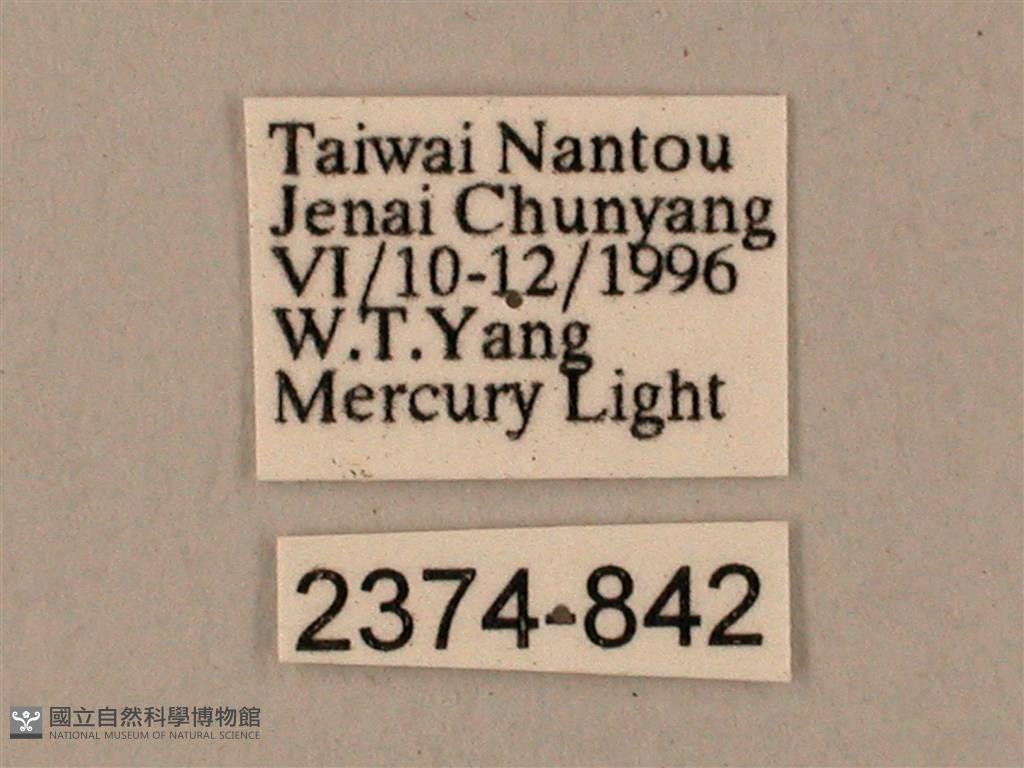 Taiwai Nantou
Jenai Chunyang
VI/10-12/1996
W.T.Yang
Mercury Light
2374-842
國立自然科學博物館
NATIONAL MUSEUM OF NATURAL SCIENCE